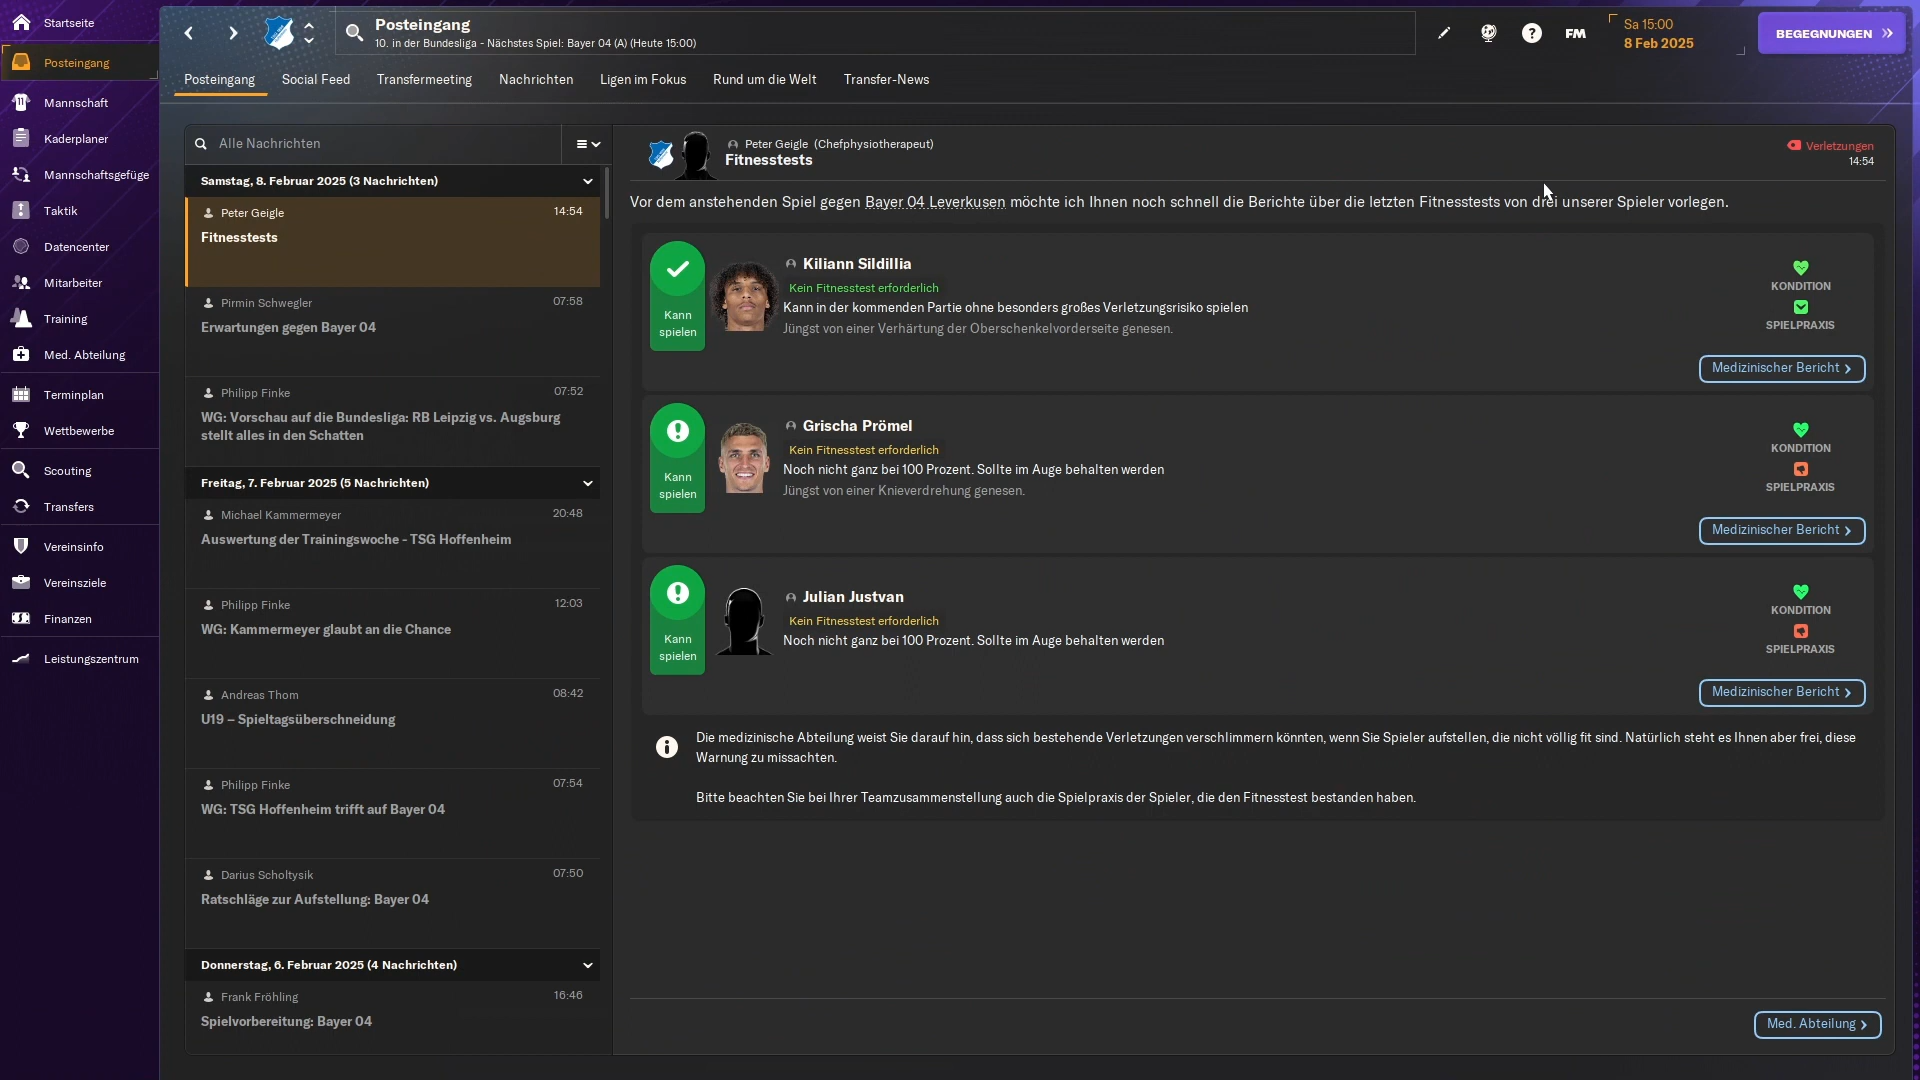 Startseite
Posteingang
Mannschaft
Kaderplaner
Mannschaftsgefüge
Taktik
Datencenter
Mitarbeiter
Training
Med. Abteilung
Terminplan
Wettbewerbe
Scouting
Transfers
Vereinsinfo
Vereinsziele
Finanzen
Leistungszentrum
Posteingang
10. in der Bundesliga - Nächstes Spiel: Bayer 04 (A) (Heute 15:00)
FM
Sa 15:00
8 Feb 2025
BEGEGNUNGEN
Posteingang Social Feed Transfermeeting Nachrichten Ligen im Fokus Rund um die Welt Transfer-News
Alle Nachrichten
Samstag, 8. Februar 2025 (3 Nachrichten)
Peter Geigle 14:54
Fitnesstests
Pirmin Schwegler 07:58
Erwartungen gegen Bayer 04
Philipp Finke 07:52
WG: Vorschau auf die Bundesliga: RB Leipzig vs. Augsburg
stellt alles in den Schatten
Freitag, 7. Februar 2025 (5 Nachrichten)
Michael Kammermeyer 20:48
Auswertung der Trainingswoche - TSG Hoffenheim
Philipp Finke 12:03
WG: Kammermeyer glaubt an die Chance
Andreas Thom 08:42
U19 – Spieltagsüberschneidung
Philipp Finke 07:54
WG: TSG Hoffenheim trifft auf Bayer 04
Darius Scholtysik 07:50
Ratschläge zur Aufstellung: Bayer 04
Donnerstag, 6. Februar 2025 (4 Nachrichten)
Frank Fröhling 16:46
Spielvorbereitung: Bayer 04
Peter Geigle (Chefphysiotherapeut)
Fitnesstests
Verletzungen
14:54
Vor dem anstehenden Spiel gegen Bayer 04 Leverkusen möchte ich Ihnen noch schnell die Berichte über die letzten Fitnesstests von drei unserer Spieler vorlegen.
Kann
spielen
Kiliann Sildillia
Kein Fitnesstest erforderlich
Kann in der kommenden Partie ohne besonders großes Verletzungsrisiko spielen
Jüngst von einer Verhärtung der Oberschenkelvorderseite genesen.
KONDITION
SPIELPRAXIS
Medizinischer Bericht
Kann
spielen
Grischa Prömel
Kein Fitnesstest erforderlich
Noch nicht ganz bei 100 Prozent. Sollte im Auge behalten werden
Jüngst von einer Knieverdrehung genesen.
KONDITION
SPIELPRAXIS
Medizinischer Bericht
Kann
spielen
Julian Justvan
Kein Fitnesstest erforderlich
Noch nicht ganz bei 100 Prozent. Sollte im Auge behalten werden
KONDITION
SPIELPRAXIS
Medizinischer Bericht
Die medizinische Abteilung weist Sie darauf hin, dass sich bestehende Verletzungen verschlimmern könnten, wenn Sie Spieler aufstellen, die nicht völlig fit sind. Natürlich steht es Ihnen aber frei, diese
Warnung zu missachten.
Bitte beachten Sie bei Ihrer Teamzusammenstellung auch die Spielpraxis der Spieler, die den Fitnesstest bestanden haben.
Med. Abteilung